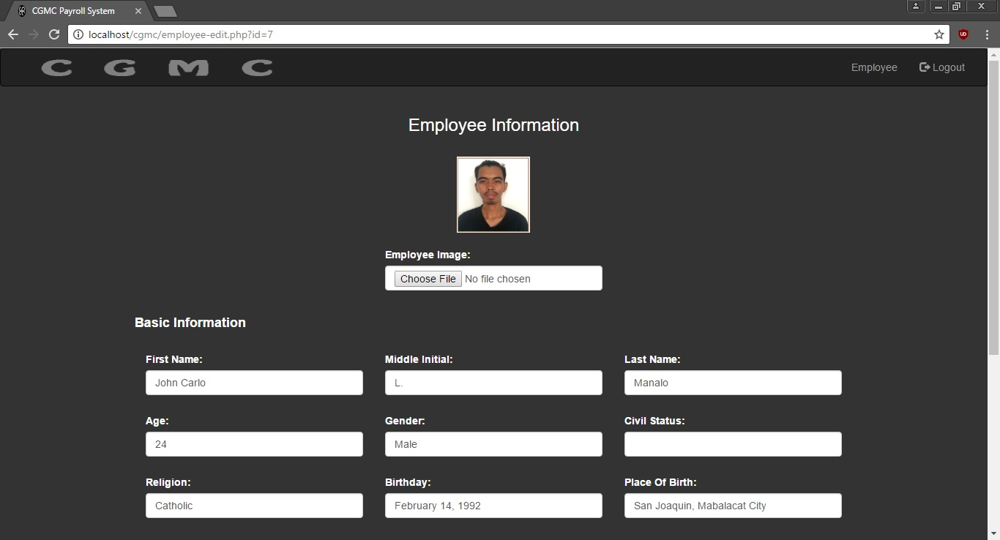 CGMC Payroll System
localhost/cgmc/employee-edit.php?id=7
C G M C
Employee
Logout
Employee Information
Employee Image:
Choose File No file chosen
Basic Information
First Name: Middle Initial: Last Name:
John Carlo L. Manalo
Age: Gender: Civil Status:
24 Male
Religion: Birthday: Place Of Birth:
Catholic February 14, 1992 San Joaquin, Mabalacat City